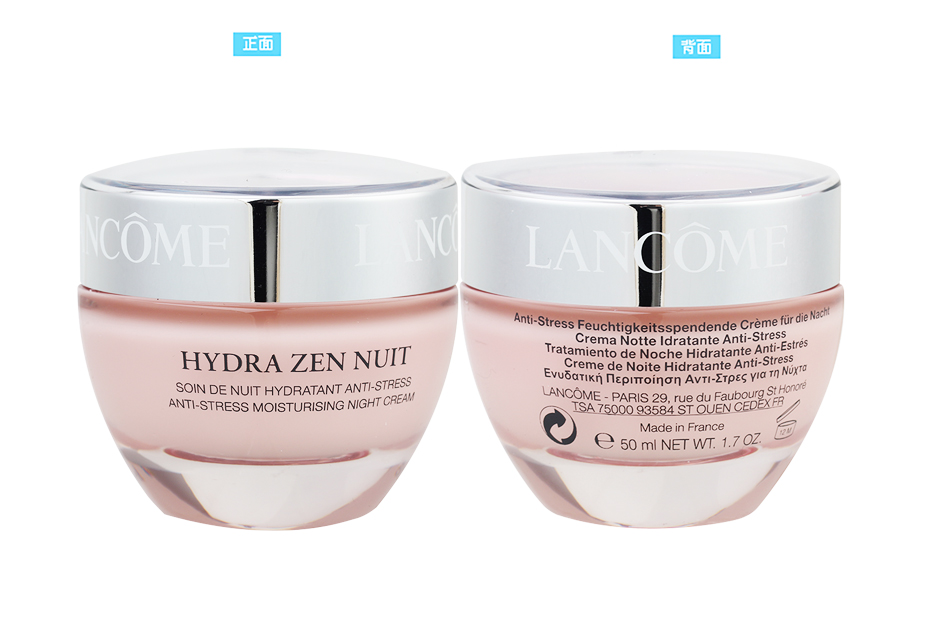 正面
背面
NCÔME
LANCÔ
HYDRA ZEN NUIT
SOIN DE NUIT HYDRATANT ANTI-STRESS
ANTI-STRESS MOISTURISING NIGHT CREAM
LANCÔME
Anti-Stress Feuchtigkeitsspendende Crème für die Nacht
Crema Notte Idratante Anti-Stress
Tratamiento de Noche Hidratante Anti-Estrés
Creme de Noite Hidratante Anti-Stress
Ενυδατική Περιποίηση Αντι-Στρες για τη Νύχτα
LANCÔME - PARIS 29, rue du Faubourg St Honoré
TSA 75000 93584 ST OUEN CEDEX FR
Made in France
℮ 50 ml NET WT. 1.7 OZ.
12 M